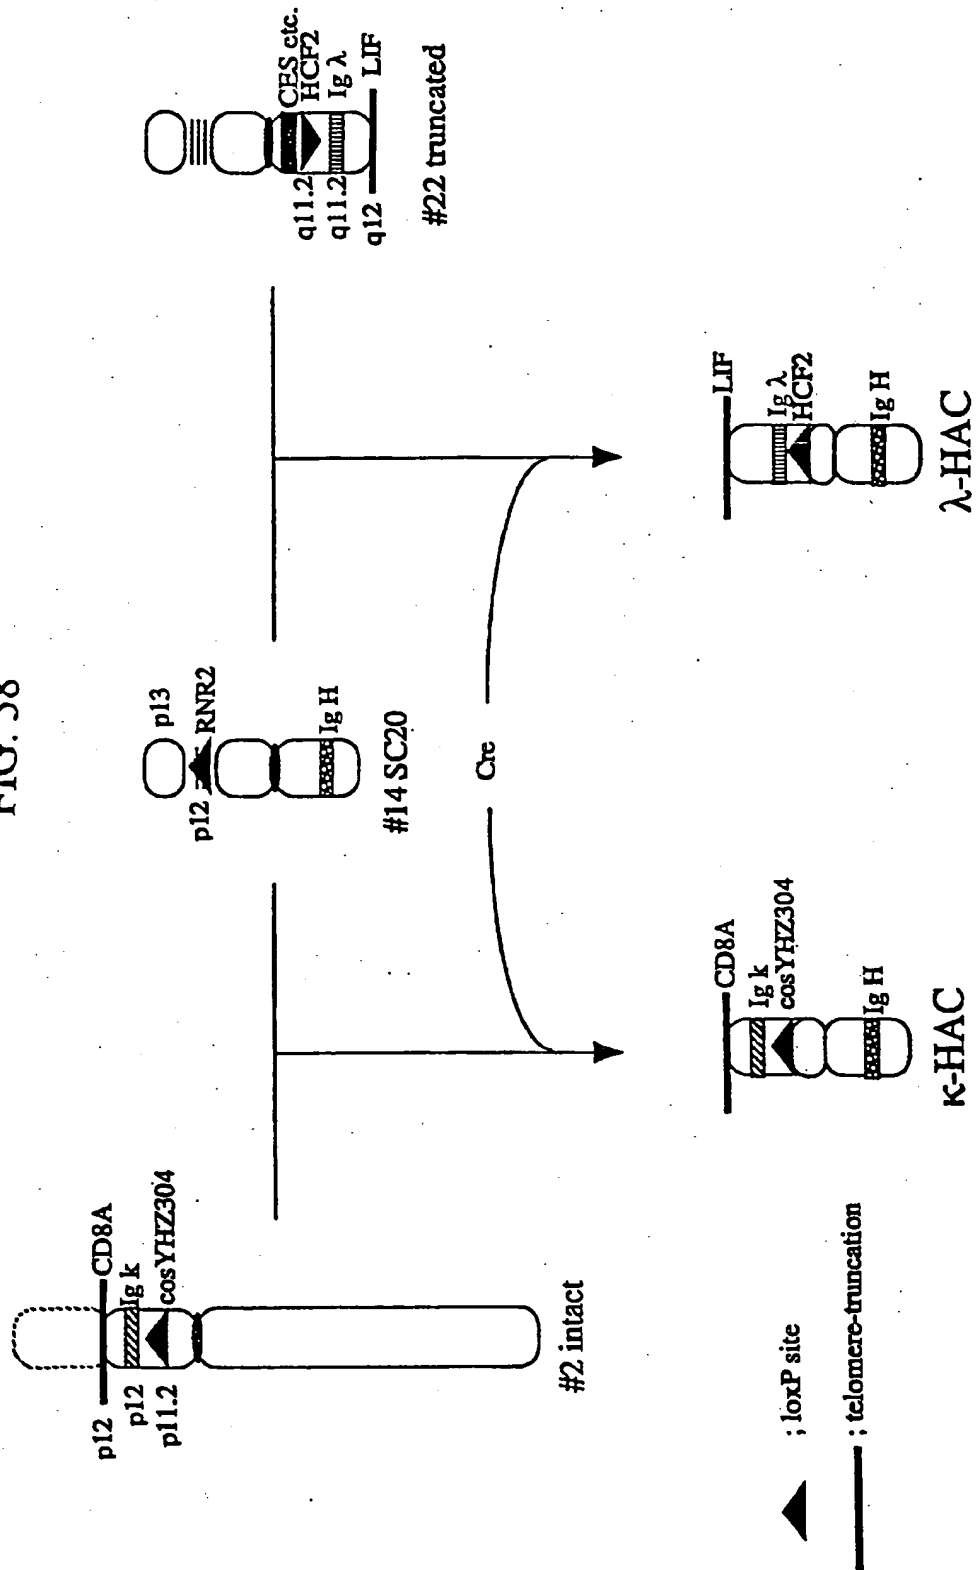 FIG. 38
p12
CD8A
p12
Ig k
p11.2
cosYHZ304
#2 intact
p13
p12
RNR2
Ig H
#14 SC20
CES etc.
q11.2
HCF2
q11.2
Ig λ
q12
LIF
#22 truncated
Cre
CD8A
Ig k
cosYHZ304
Ig H
κ-HAC
LIF
Ig λ
HCF2
Ig H
λ-HAC
; loxP site
; telomere-truncation